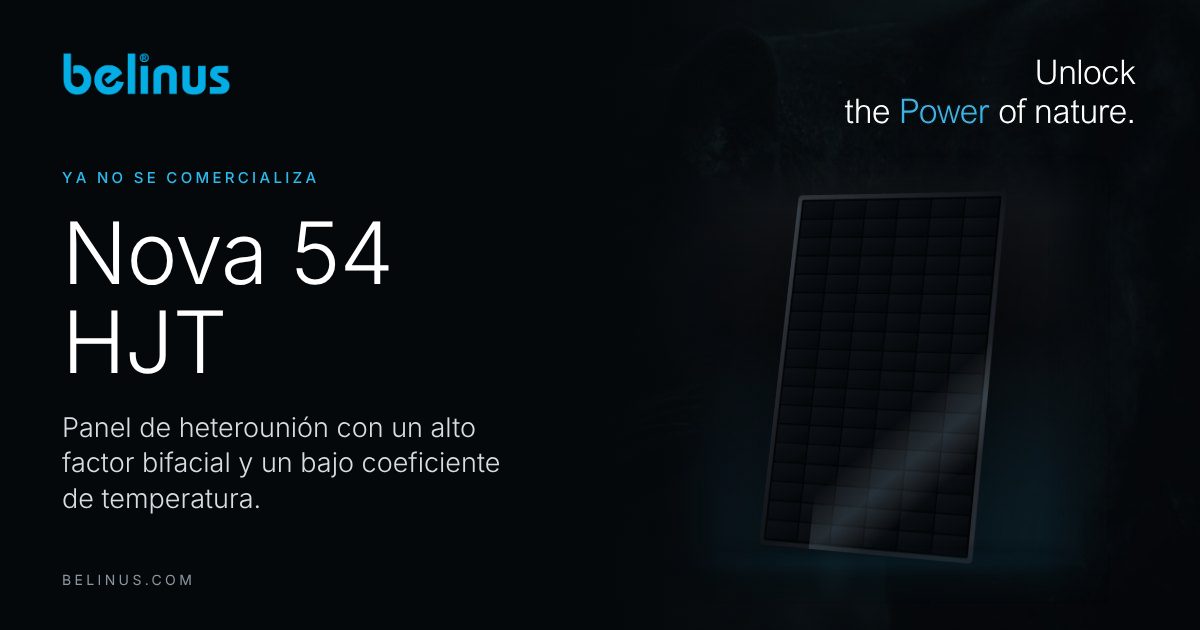 belinus®
Unlock
the Power of nature.
YA NO SE COMERCIALIZA
Nova 54
HJT
Panel de heterounión con un alto
factor bifacial y un bajo coeficiente
de temperatura.
BELINUS.COM